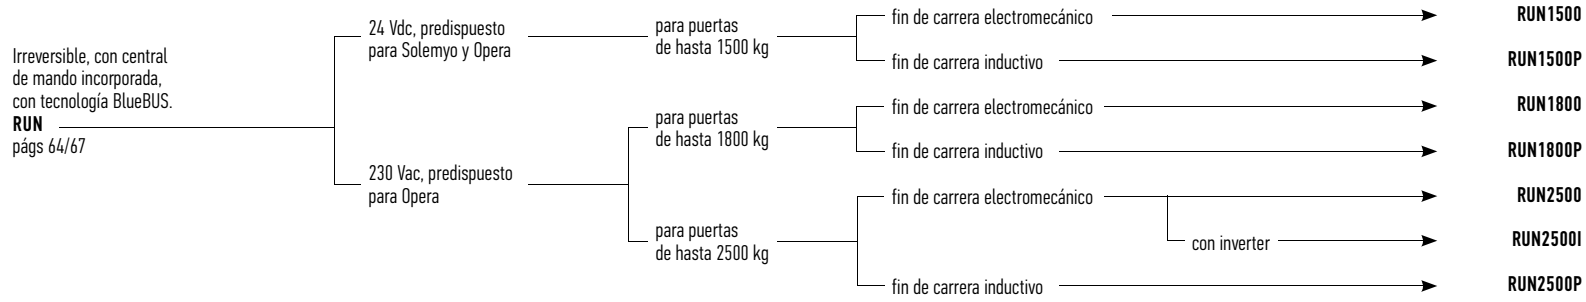 Irreversible, con central
de mando incorporada,
con tecnología BlueBUS.
RUN
págs 64/67
24 Vdc, predispuesto
para Solemyo y Opera
230 Vac, predispuesto
para Opera
para puertas
de hasta 1500 kg
para puertas
de hasta 1800 kg
para puertas
de hasta 2500 kg
fin de carrera electromecánico
RUN1500
fin de carrera inductivo
RUN1500P
fin de carrera electromecánico
RUN1800
fin de carrera inductivo
RUN1800P
fin de carrera electromecánico
RUN2500
con inverter
RUN2500I
fin de carrera inductivo
RUN2500P